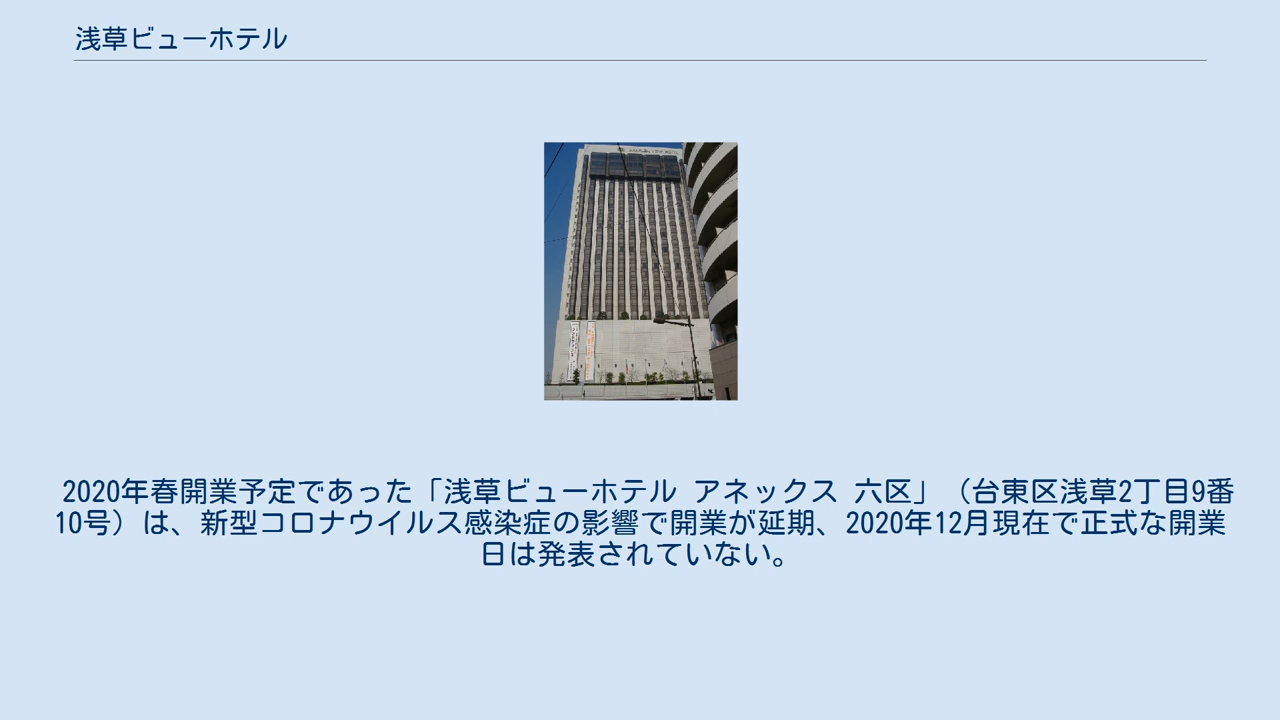 浅草ビューホテル
2020年春開業予定であった「浅草ビューホテル アネックス 六区」（台東区浅草2丁目9番
10号）は、新型コロナウイルス感染症の影響で開業が延期、2020年12月現在で正式な開業
日は発表されていない。